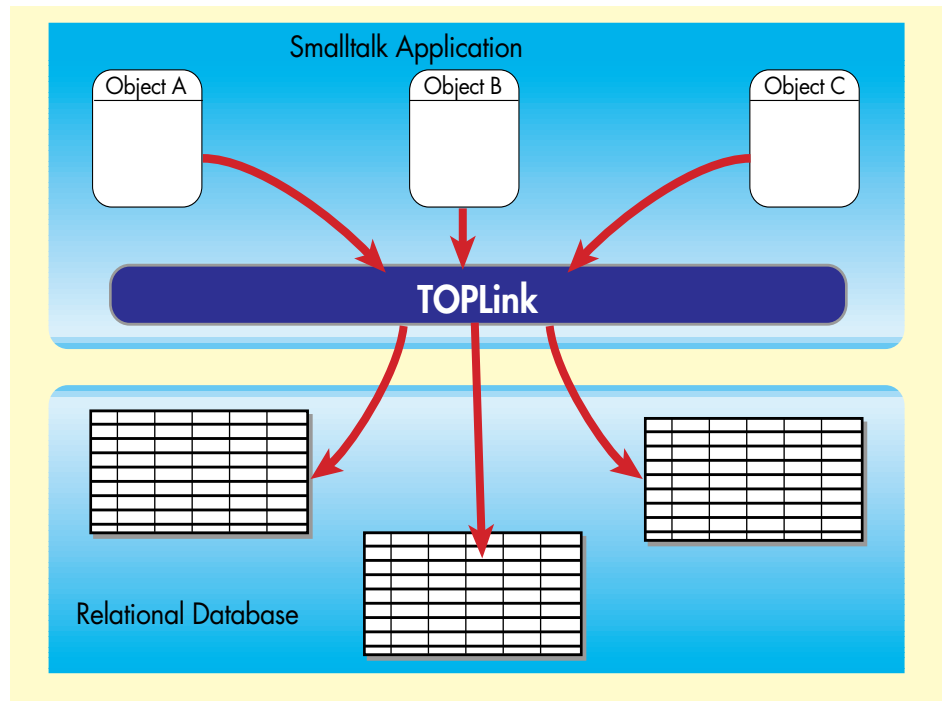 Smalltalk Application
Object A
Object B
Object C
TOPLink
Relational Database